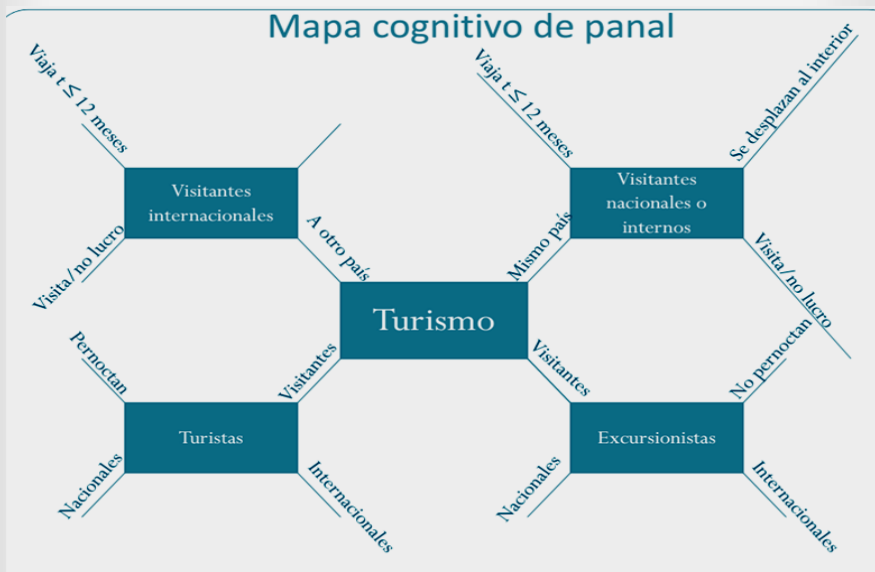 Mapa cognitivo de panal
Viaja t ≤ 12 meses
Viaja t ≤ 12 meses
Se desplazan al interior
Visitantes
internacionales
Visitantes
nacionales o
internos
Visita/no lucro
A otro país
Mismo país
Visita/no lucro
Turismo
Pernoctan
Visitantes
Visitantes
No pernoctan
Turistas
Excursionistas
Nacionales
Internacionales
Nacionales
Internacionales